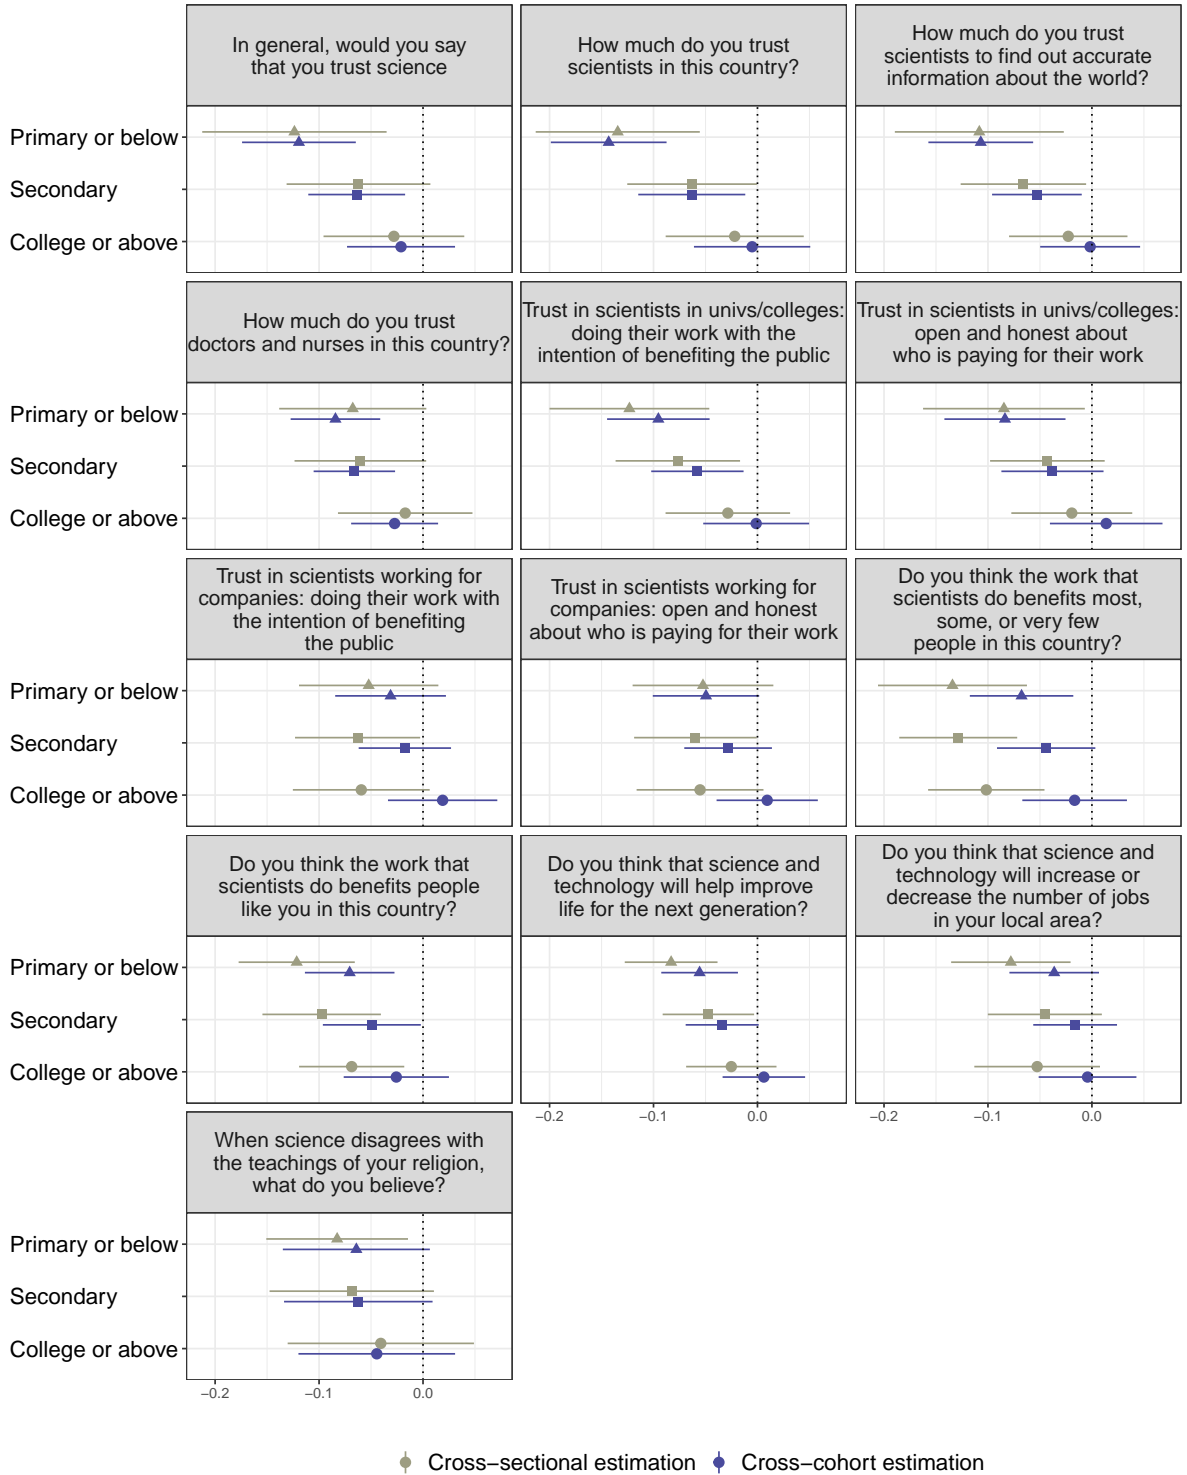 In general, would you say
that you trust science
How much do you trust
scientists in this country?
How much do you trust
scientists to find out accurate
information about the world?
Primary or below
Secondary
College or above
How much do you trust
doctors and nurses in this country?
Trust in scientists in univs/colleges:
doing their work with the
intention of benefiting the public
Trust in scientists in univs/colleges:
open and honest about
who is paying for their work
Primary or below
Secondary
College or above
Trust in scientists working for
companies: doing their work with
the intention of benefiting
the public
Trust in scientists working for
companies: open and honest
about who is paying for their work
Do you think the work that
scientists do benefits most,
some, or very few
people in this country?
Primary or below
Secondary
College or above
Do you think the work that
scientists do benefits people
like you in this country?
Do you think that science and
technology will help improve
life for the next generation?
Do you think that science and
technology will increase or
decrease the number of jobs
in your local area?
Primary or below
Secondary
College or above
−0.2 −0.1 0.0 −0.2 −0.1 0.0
When science disagrees with
the teachings of your religion,
what do you believe?
Primary or below
Secondary
College or above
−0.2 −0.1 0.0
Cross−sectional estimation Cross−cohort estimation